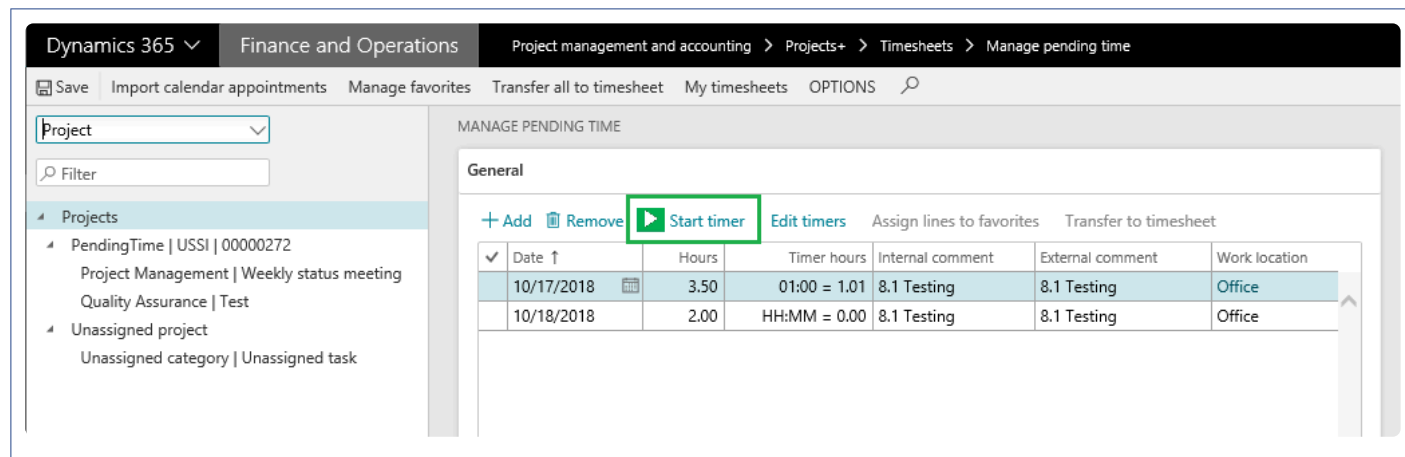 Dynamics 365 Finance and Operations Project management and accounting > Projects+ > Timesheets > Manage pending time
Save Import calendar appointments Manage favorites Transfer all to timesheet My timesheets OPTIONS
Project
MANAGE PENDING TIME
Filter
General
Projects
Add Remove Start timer Edit timers Assign lines to favorites Transfer to timesheet
PendingTime | USSI | 00000272
Date ↑ Hours Timer hours Internal comment External comment Work location
Project Management | Weekly status meeting
10/17/2018 3.50 01:00 = 1.01 8.1 Testing 8.1 Testing Office
Quality Assurance | Test
10/18/2018 2.00 HH:MM = 0.00 8.1 Testing 8.1 Testing Office
Unassigned project
Unassigned category | Unassigned task